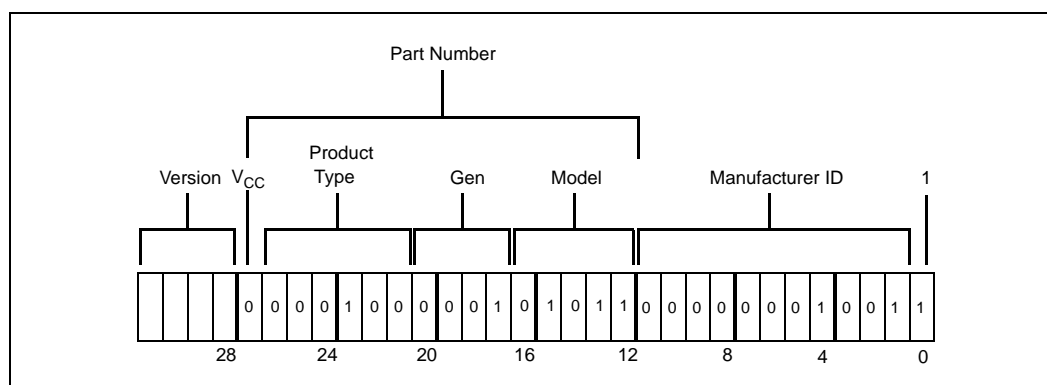 Part Number
Product
Version VCC Type Gen Model Manufacturer ID 1
0 0 0 0 1 0 0 0 0 0 1 0 1 0 1 1 0 0 0 0 0 0 0 1 0 0 1 1
28 24 20 16 12 8 4 0